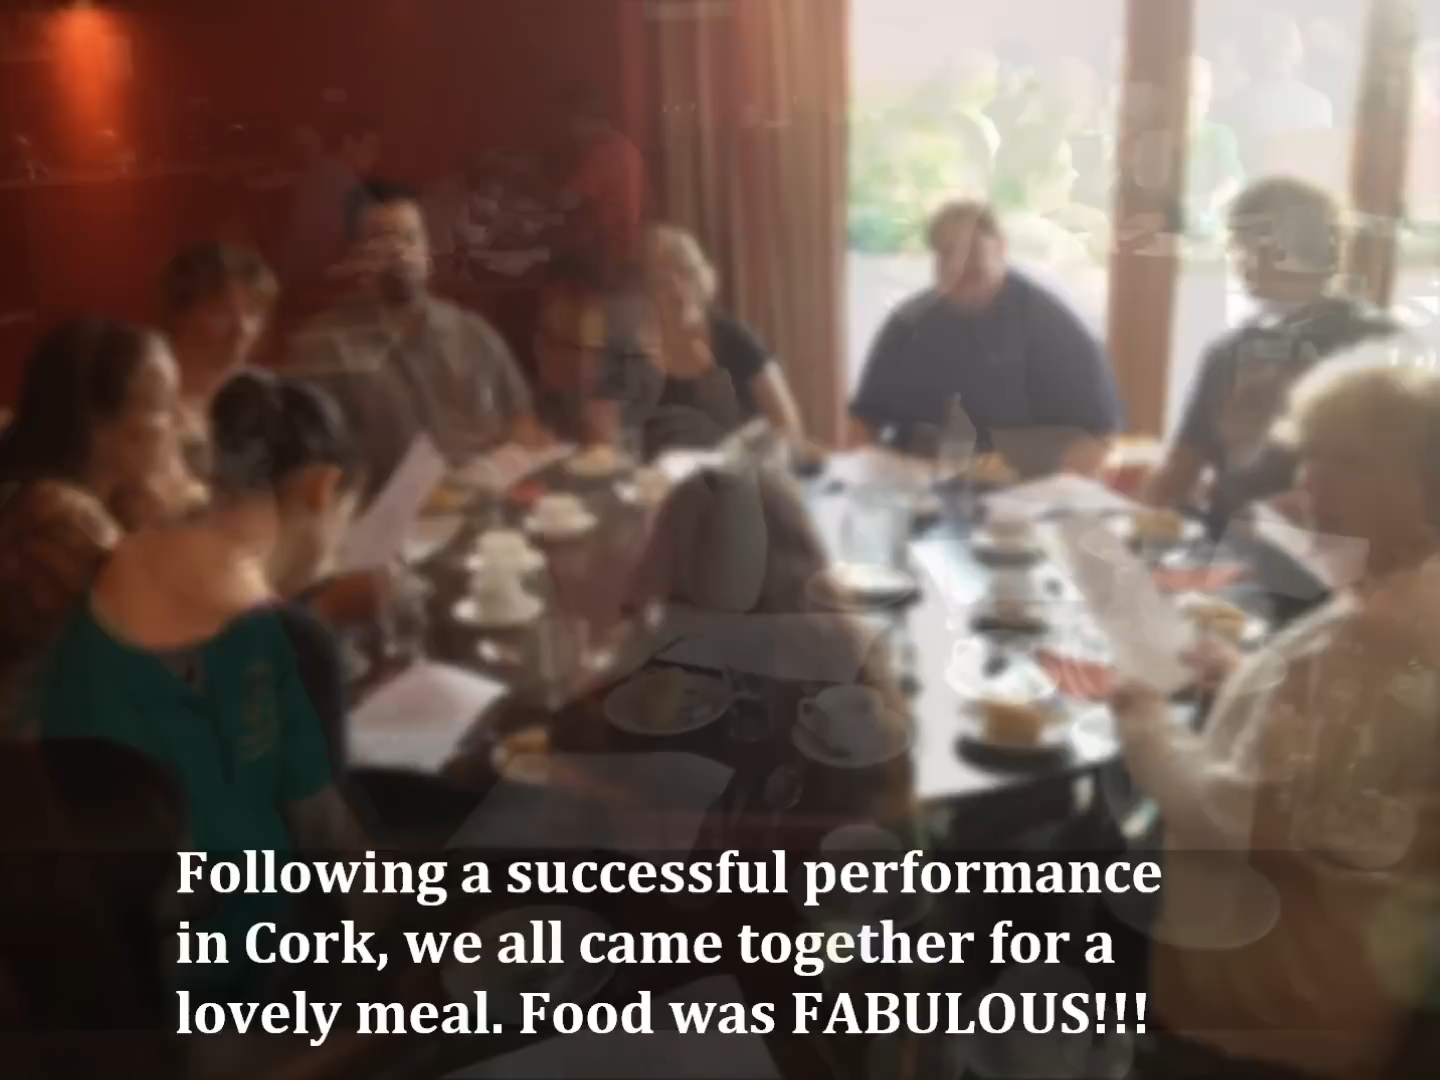 Following a successful performance
in Cork, we all came together for a
lovely meal. Food was FABULOUS!!!